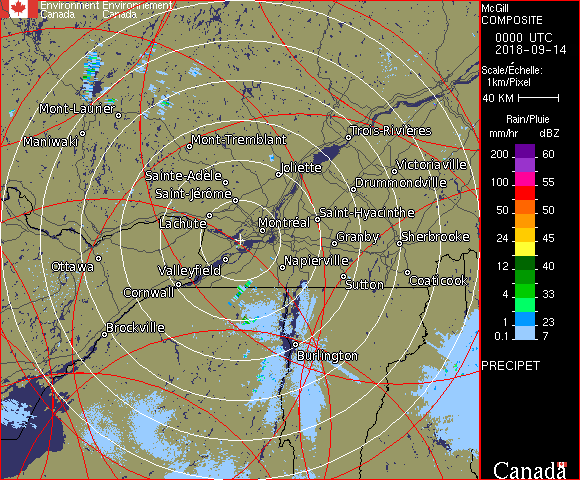 Environment Environnement
Canada Canada
McGill
COMPOSITE
0000 UTC
2018-09-14
Scale/Échelle:
1km/Pixel
40 KM
Rain/Pluie
mm/hr dBZ
200 60
100 55
50 50
24 45
12 40
4 33
1 23
0.1 7
PRECIPET
Canada
Mont-Laurier
Maniwaki
Mont-Tremblant
Trois-Rivières
Sainte-Adèle
Joliette
Victoriaville
Saint-Jérôme
Drummondville
Lachute
Montréal
Saint-Hyacinthe
Granby
Sherbrooke
Ottawa
Valleyfield
Napierville
Cornwall
Sutton
Coaticook
Brockville
Burlington